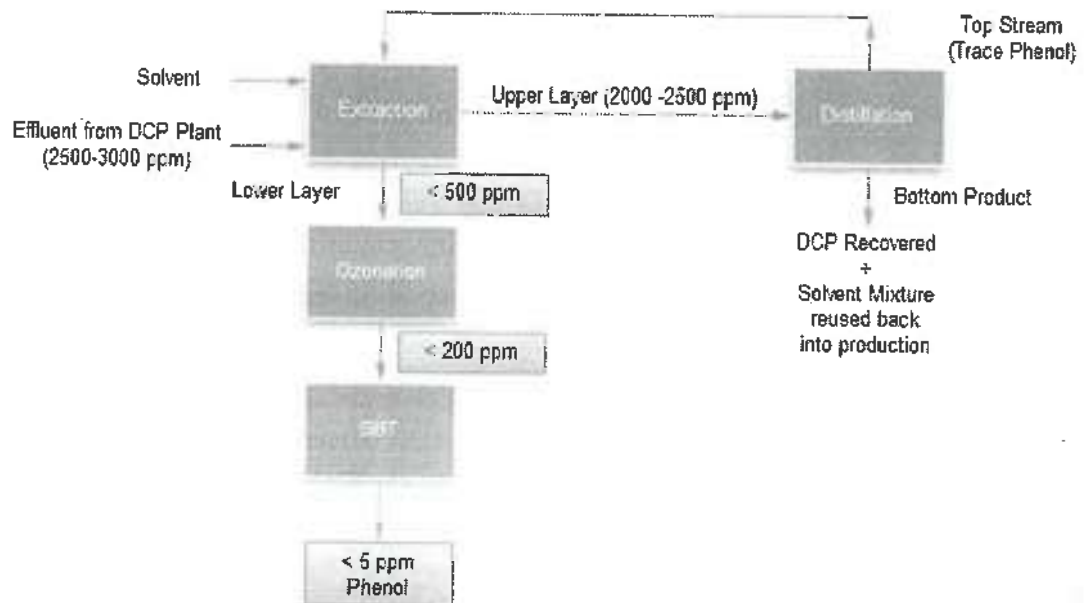 Top Stream
(Trace Phenol)
Solvent
Extraction
Upper Layer (2000 -2500 ppm)
Distillation
Effluent from DCP Plant
(2500-3000 ppm)
Lower Layer
< 500 ppm
Bottom Product
DCP Recovered
+
Solvent Mixture
reused back
into production
Ozonation
< 200 ppm
< 5 ppm
Phenol